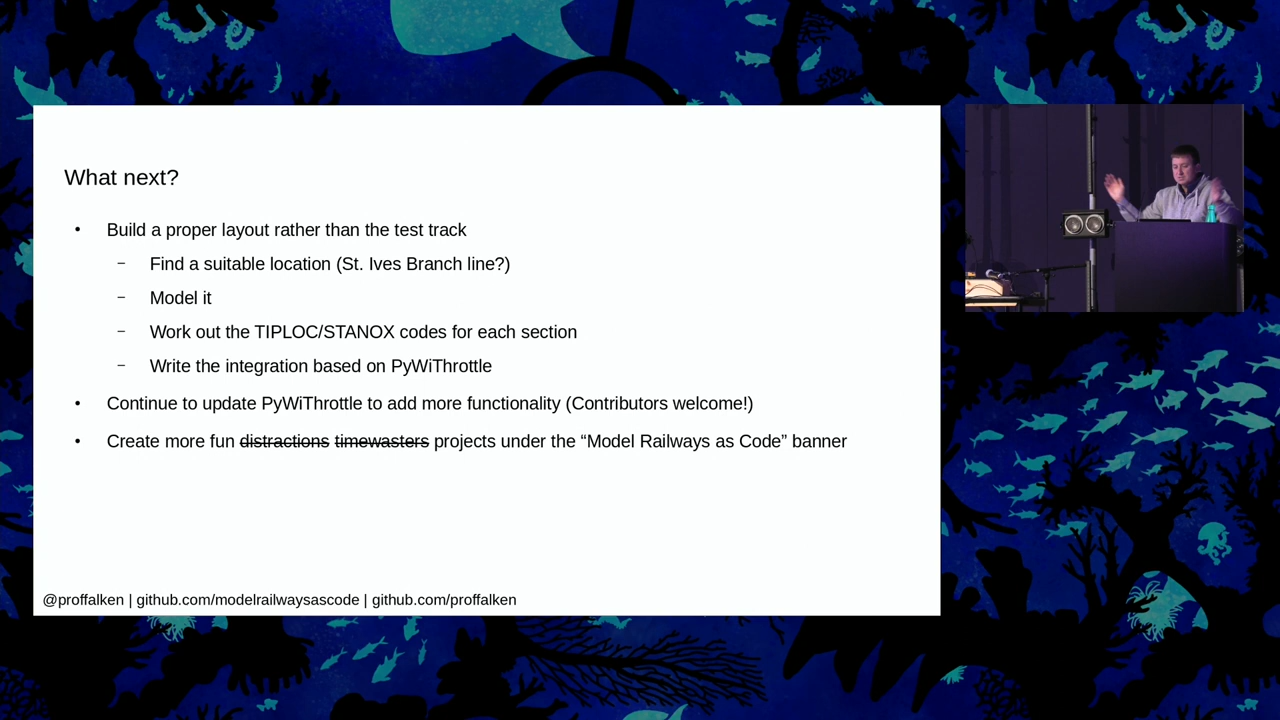 What next?
• Build a proper layout rather than the test track
– Find a suitable location (St. Ives Branch line?)
– Model it
– Work out the TIPLOC/STANOX codes for each section
– Write the integration based on PyWiThrottle
• Continue to update PyWiThrottle to add more functionality (Contributors welcome!)
• Create more fun distractions timewasters projects under the “Model Railways as Code” banner
@proffalken | github.com/modelrailwaysascode | github.com/proffalken